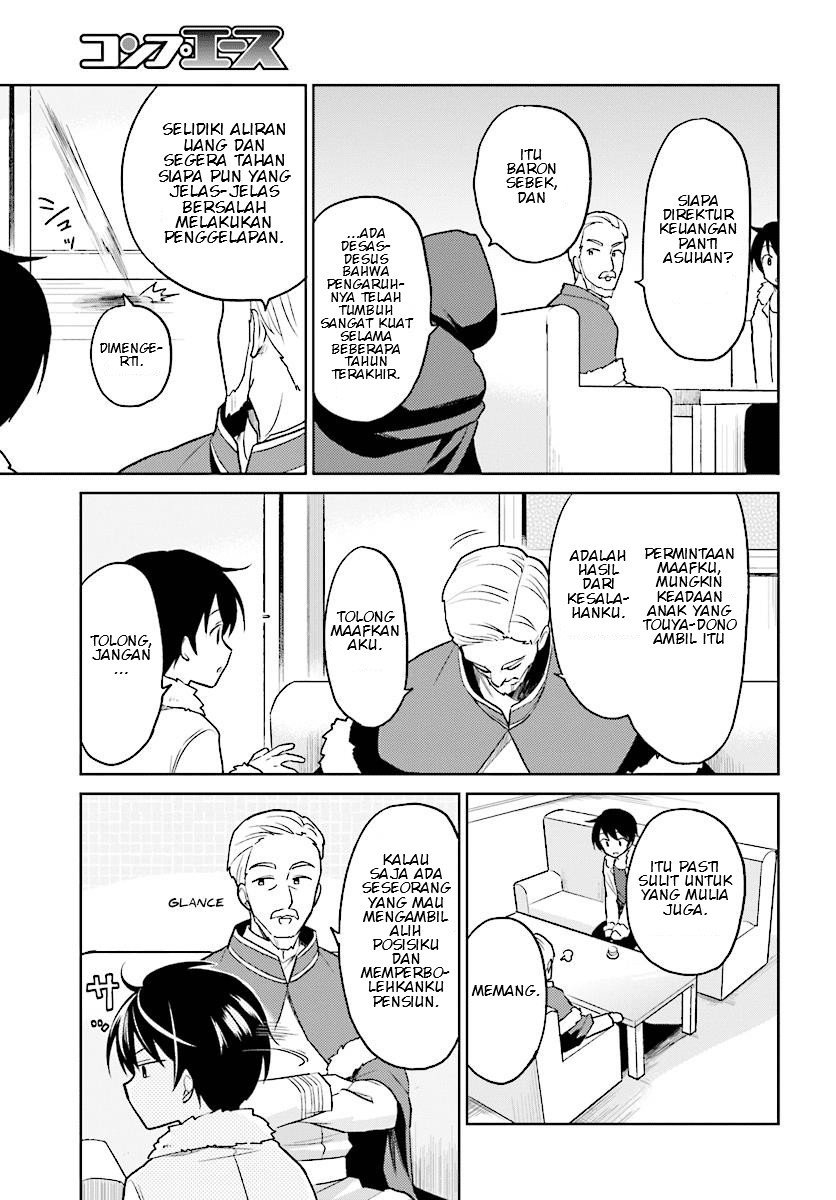 コンプ・エース
SIAPA
DIREKTUR
KEUANGAN
PANTI
ASUHAN?
ITU
BARON
SEBEK,
DAN
...ADA
DESAS-
DESUS
BAHWA
PENGARUH-
NYA TELAH
TUMBUH
SANGAT KUAT
SELAMA
BEBERAPA
TAHUN
TERAKHIR.
SELIDIKI ALIRAN
UANG DAN
SEGERA TAHAN
SIAPA PUN YANG
JELAS-JELAS
BERSALAH
MELAKUKAN
PENGGELAPAN.
DIMENGE-
RTI.
PERMINTAAN
MAAFKU,
MUNGKIN
KEADAAN
ANAK YANG
TOUYA-DONO
AMBIL ITU
ADALAH
HASIL
DARI
KESALA-
HANKU.
TOLONG
MAAFKAN
AKU.
TOLONG,
JANGAN
...
ITU PASTI
SULIT UNTUK
YANG MULIA
JUGA.
MEMANG.
KALAU
SAJA ADA
SESEORANG
YANG MAU
MENGAMBIL
ALIH
POSISIKU
DAN
MEMPERBO-
LEHKANKU
PENSIUN.
GLANCE
サッ